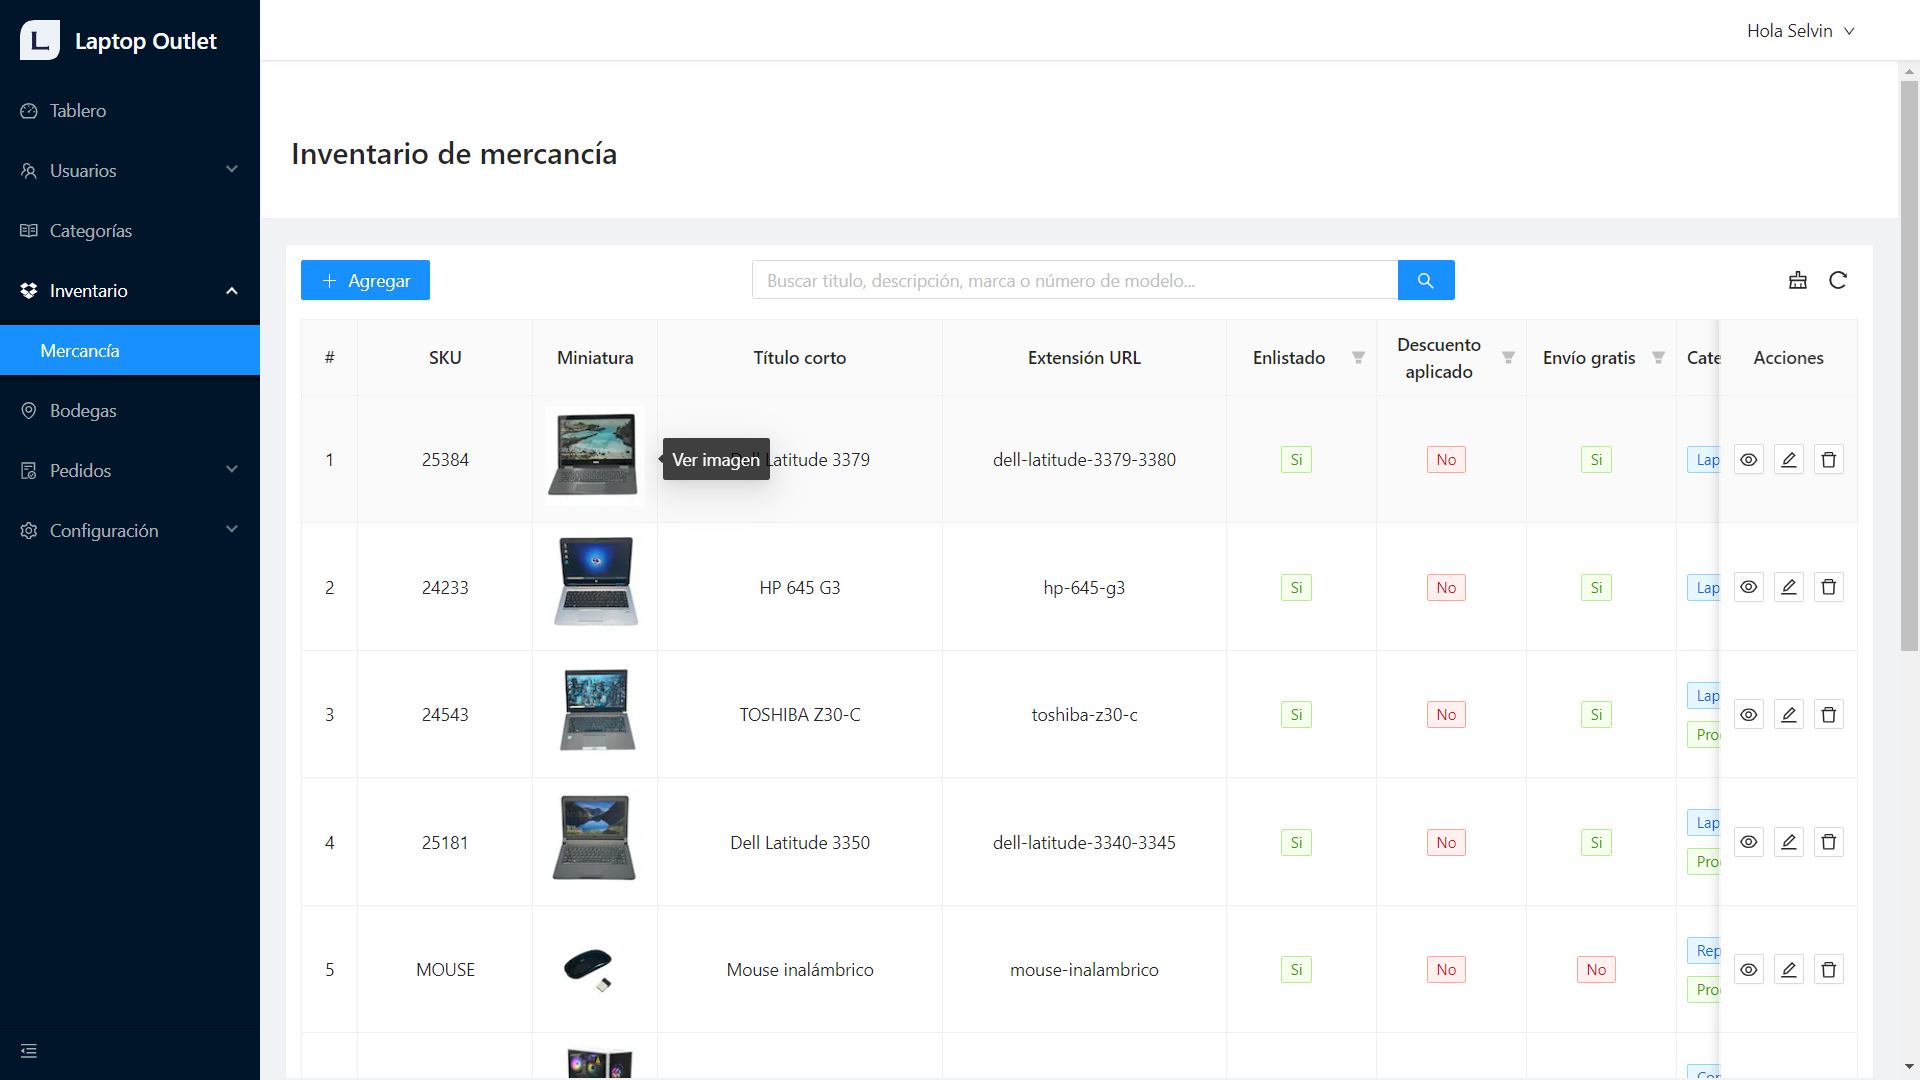 L Laptop Outlet
Hola Selvin
Tablero
Usuarios
Categorías
Inventario
Mercancía
Bodegas
Pedidos
Configuración
Inventario de mercancía
Agregar
Buscar titulo, descripción, marca o número de modelo...
# SKU Miniatura Título corto Extensión URL Enlistado Descuento aplicado Envío gratis Cate Acciones
1 25384 Ver imagen Latitude 3379 dell-latitude-3379-3380 Si No Si Lap
2 24233 HP 645 G3 hp-645-g3 Si No Si Lap
3 24543 TOSHIBA Z30-C toshiba-z30-c Si No Si Lap
Pro
4 25181 Dell Latitude 3350 dell-latitude-3340-3345 Si No Si Lap
Pro
5 MOUSE Mouse inalámbrico mouse-inalambrico Si No No Rep
Pro